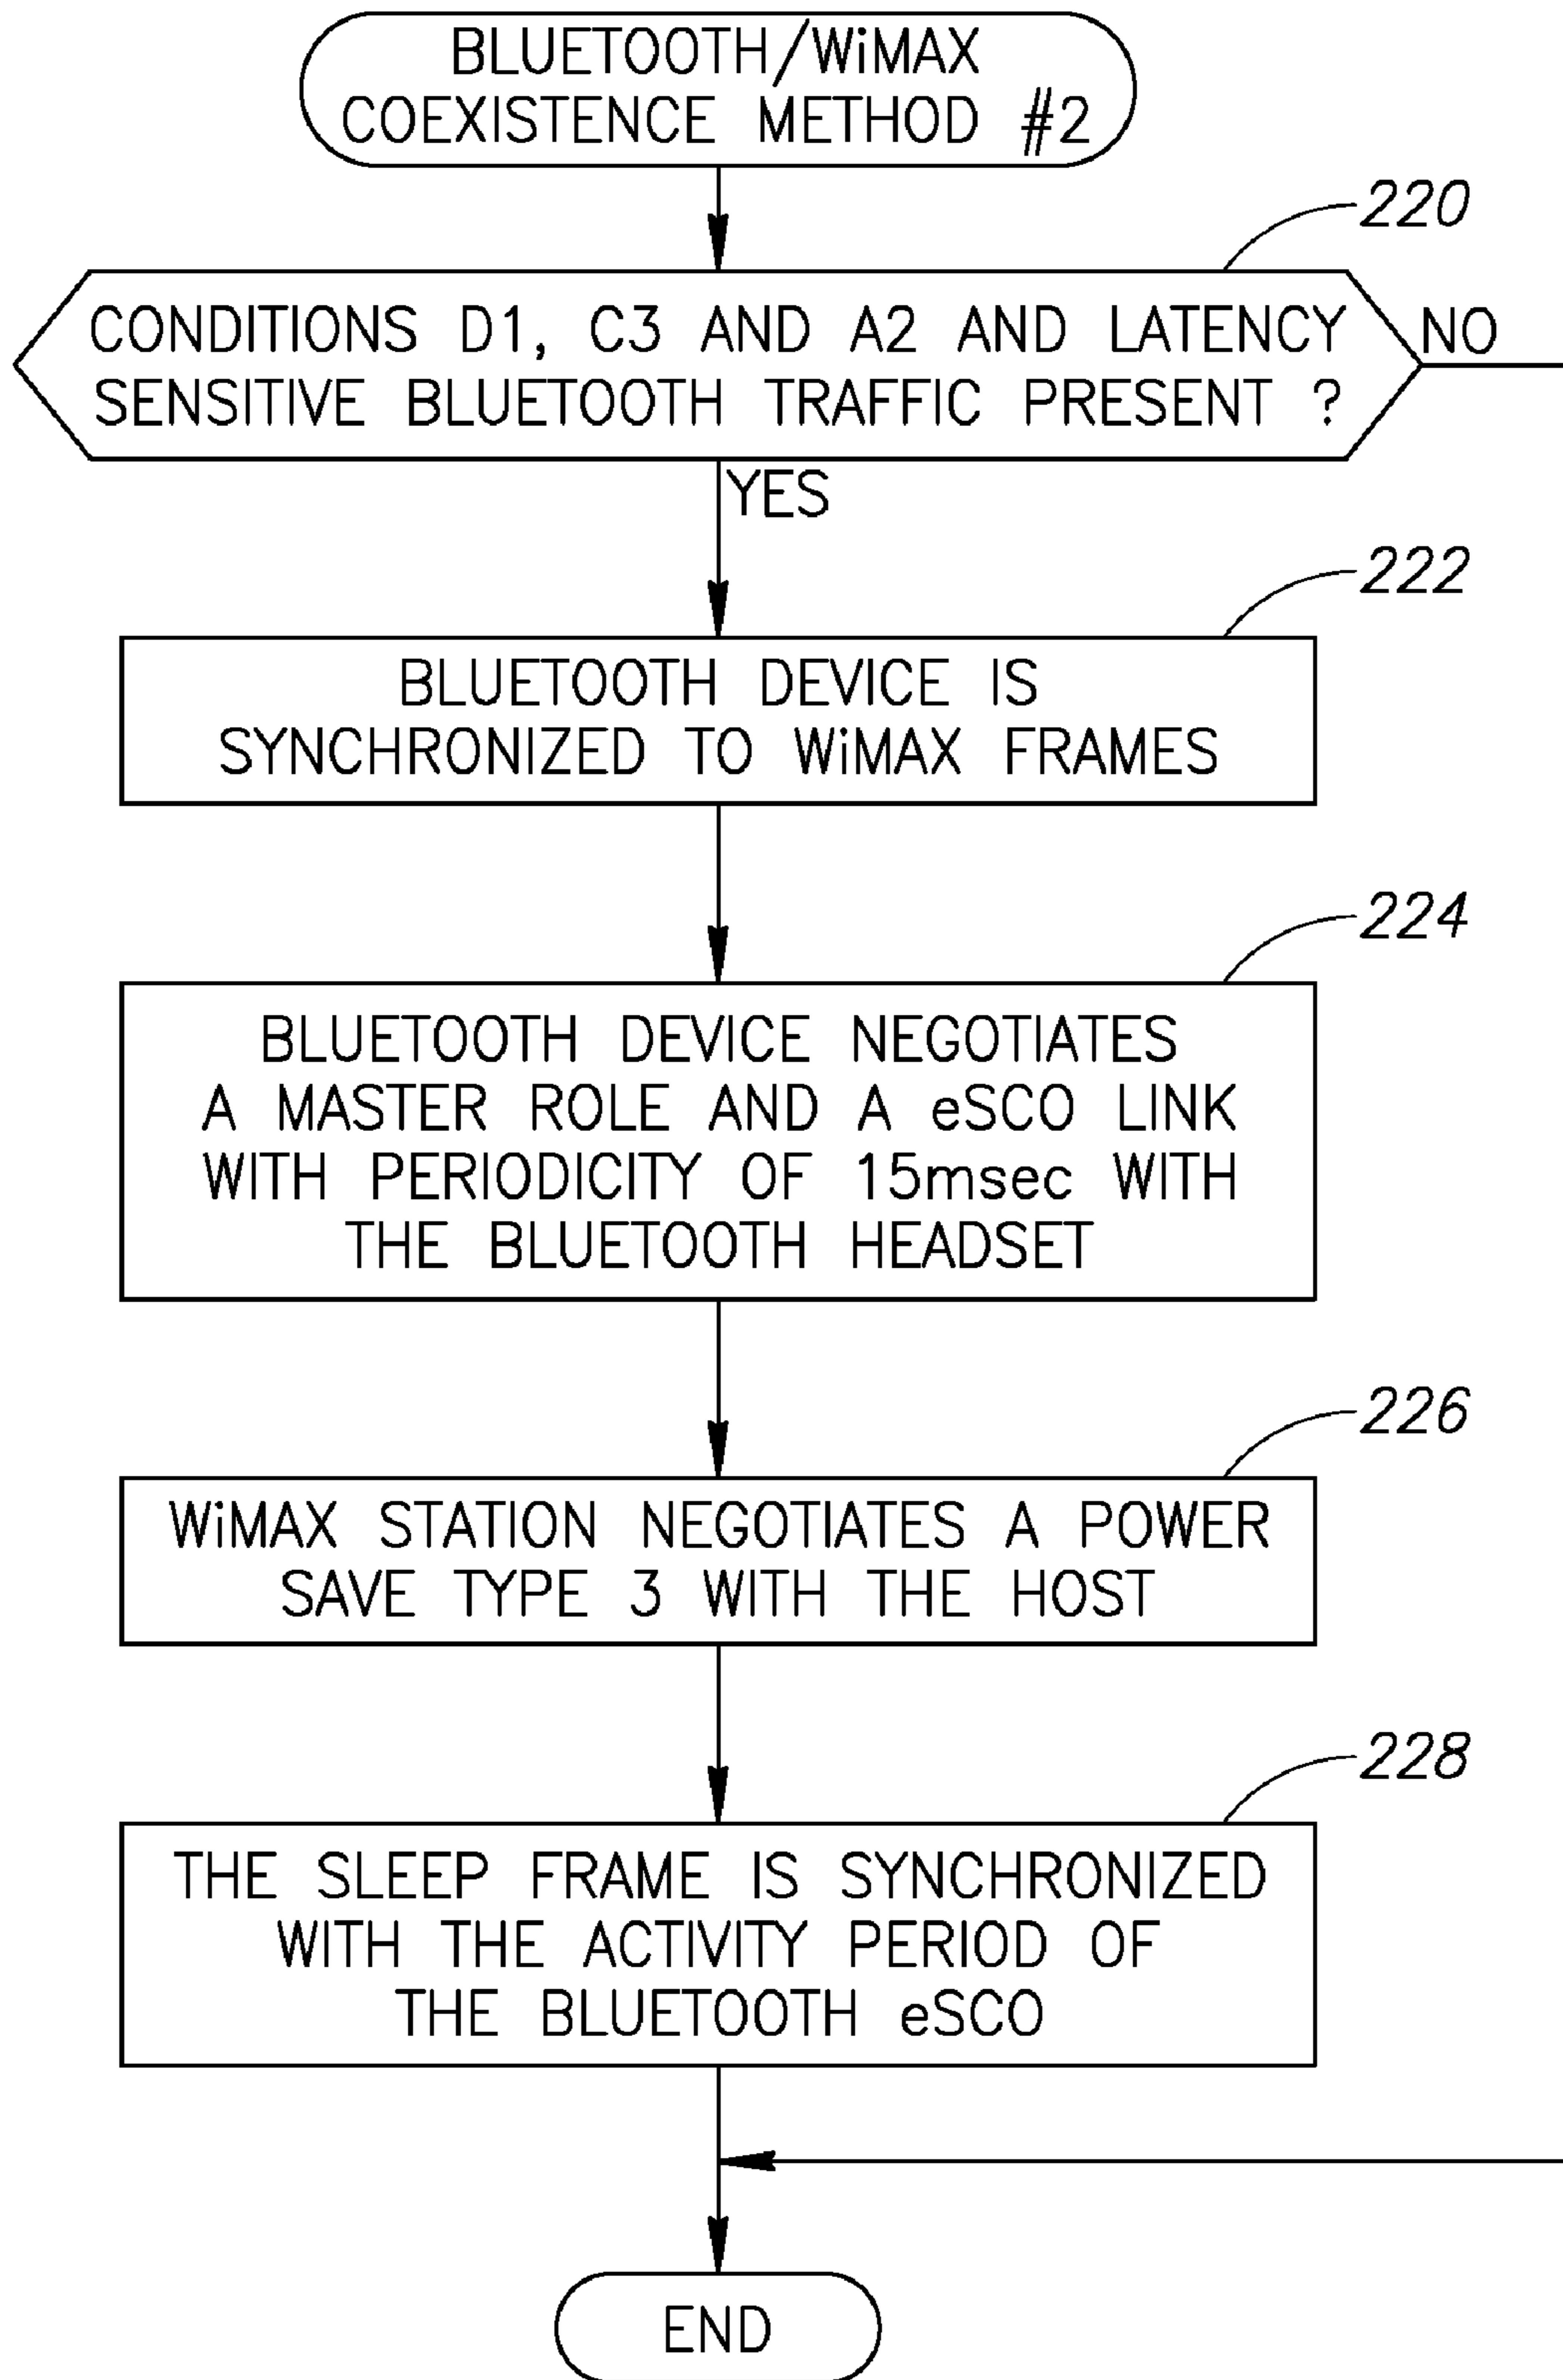 BLUETOOTH/WiMAX
COEXISTENCE METHOD #2
220
CONDITIONS D1, C3 AND A2 AND LATENCY
SENSITIVE BLUETOOTH TRAFFIC PRESENT ?
NO
YES
222
BLUETOOTH DEVICE IS
SYNCHRONIZED TO WiMAX FRAMES
224
BLUETOOTH DEVICE NEGOTIATES
A MASTER ROLE AND A eSCO LINK
WITH PERIODICITY OF 15msec WITH
THE BLUETOOTH HEADSET
226
WiMAX STATION NEGOTIATES A POWER
SAVE TYPE 3 WITH THE HOST
228
THE SLEEP FRAME IS SYNCHRONIZED
WITH THE ACTIVITY PERIOD OF
THE BLUETOOTH eSCO
END